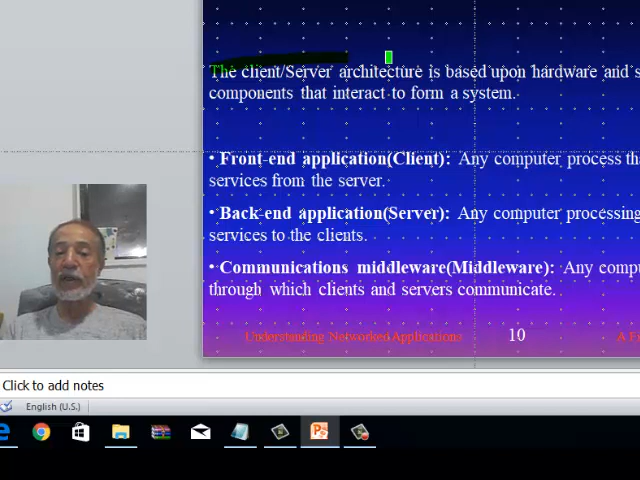 The client/Server architecture is based upon hardware and s
components that interact to form a system.
• Front-end application(Client): Any computer process tha
services from the server.
• Back-end application(Server): Any computer processing
services to the clients.
• Communications middleware(Middleware): Any compu
through which clients and servers communicate.
Understanding Networked Applications
10
A Fi
Click to add notes
English (U.S.)